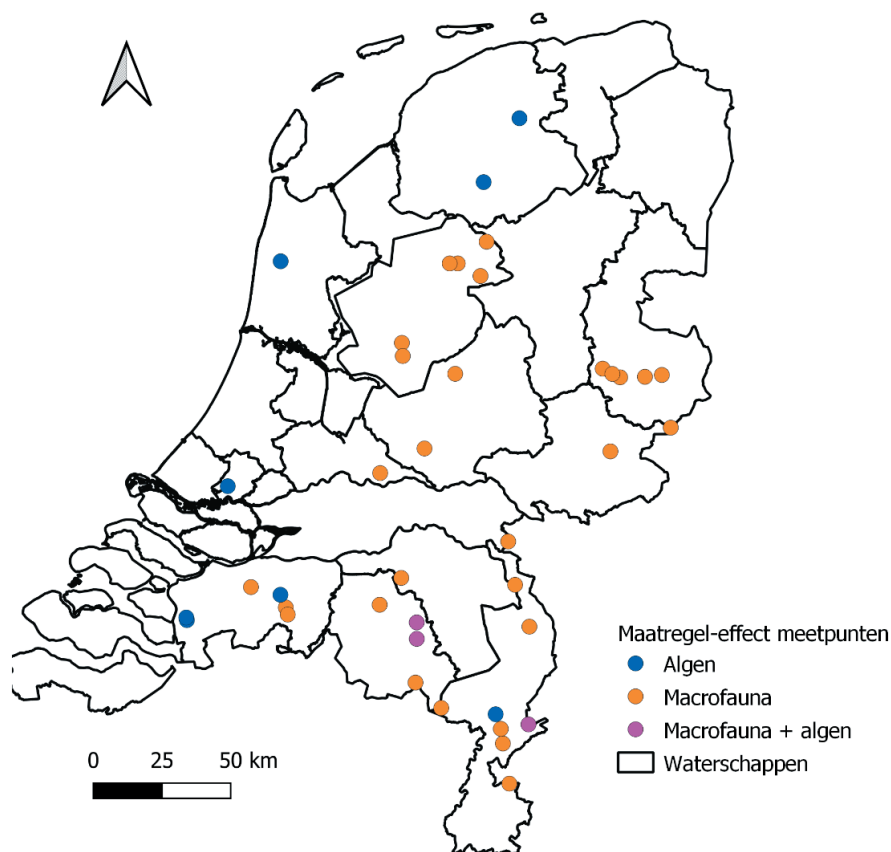 Maatregel-effect meetpunten
Algen
Macrofauna
Macrofauna + algen
Waterschappen
0 25 50 km